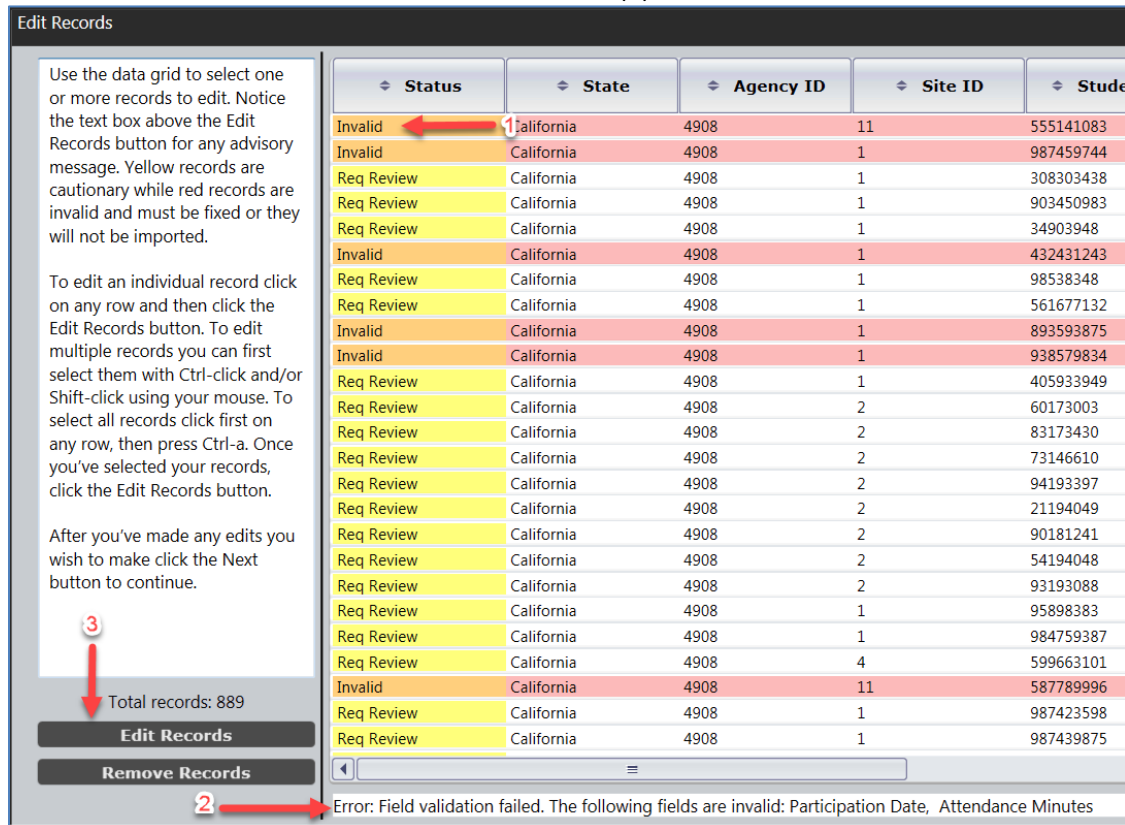 Edit Records
Use the data grid to select one
or more records to edit. Notice
the text box above the Edit
Records button for any advisory
message. Yellow records are
cautionary while red records are
invalid and must be fixed or they
will not be imported.
To edit an individual record click
on any row and then click the
Edit Records button. To edit
multiple records you can first
select them with Ctrl-click and/or
Shift-click using your mouse. To
select all records click first on
any row, then press Ctrl-a. Once
you've selected your records,
click the Edit Records button.
After you've made any edits you
wish to make click the Next
button to continue.
3
Total records: 889
Edit Records
Remove Records
2
Status State Agency ID Site ID Stude
1
Invalid California 4908 11 555141083
Invalid California 4908 1 987459744
Req Review California 4908 1 308303438
Req Review California 4908 1 903450983
Req Review California 4908 1 34903948
Invalid California 4908 1 432431243
Req Review California 4908 1 98538348
Req Review California 4908 1 561677132
Invalid California 4908 1 893593875
Invalid California 4908 1 938579834
Req Review California 4908 1 405933949
Req Review California 4908 2 60173003
Req Review California 4908 2 83173430
Req Review California 4908 2 73146610
Req Review California 4908 2 94193397
Req Review California 4908 2 21194049
Req Review California 4908 2 90181241
Req Review California 4908 2 54194048
Req Review California 4908 2 93193088
Req Review California 4908 1 95898383
Req Review California 4908 1 984759387
Req Review California 4908 4 599663101
Invalid California 4908 11 587789996
Req Review California 4908 1 987423598
Req Review California 4908 1 987439875
Error: Field validation failed. The following fields are invalid: Participation Date, Attendance Minutes